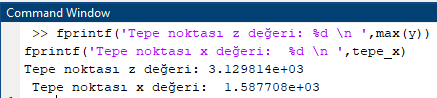 Command Window
>> fprintf('Tepe noktası z değeri: %d \n ',max(y))
fprintf('Tepe noktası x değeri:  %d \n ',tepe_x)
Tepe noktası z değeri: 3.129814e+03
 Tepe noktası x değeri:  1.587708e+03